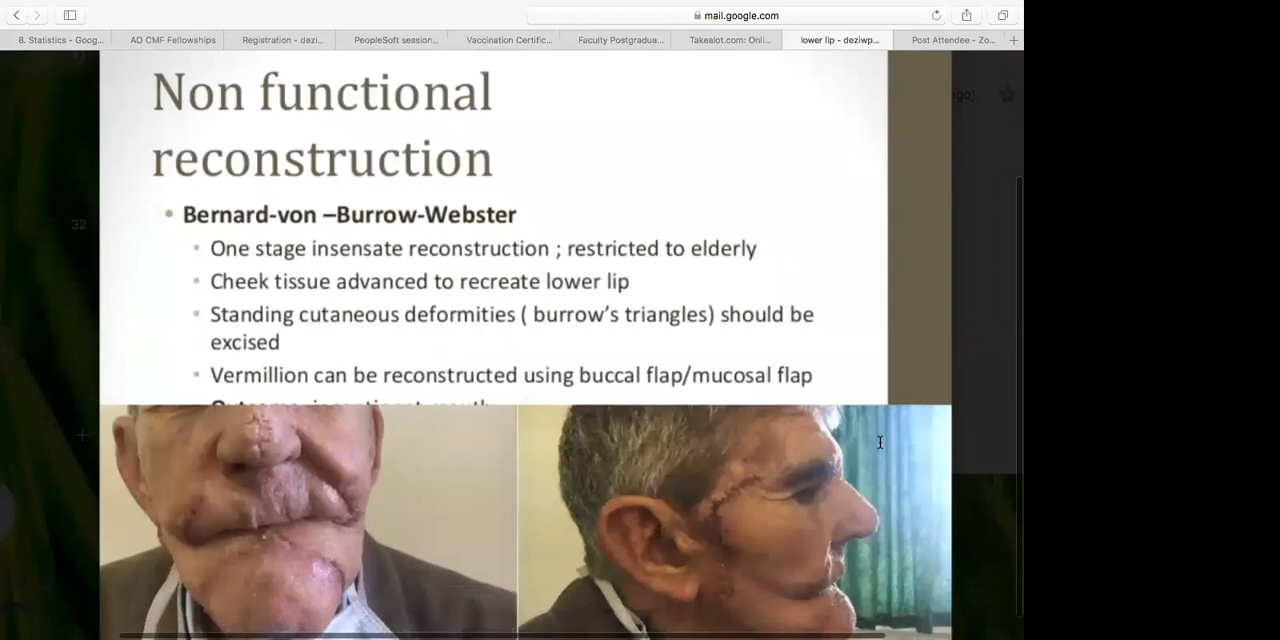 mail.google.com
8. Statistics - Goog...
AO CMF Fellowships
Registration - dezi...
PeopleSoft session...
Vaccination Certific...
Faculty Postgradua...
Takealot.com: Onli...
lower lip - deziwp...
Post Attendee - Zo...
Non functional
reconstruction
ago)
32
• Bernard-von –Burrow-Webster
• One stage insensate reconstruction ; restricted to elderly
• Cheek tissue advanced to recreate lower lip
• Standing cutaneous deformities ( burrow’s triangles) should be
excised
• Vermillion can be reconstructed using buccal flap/mucosal flap